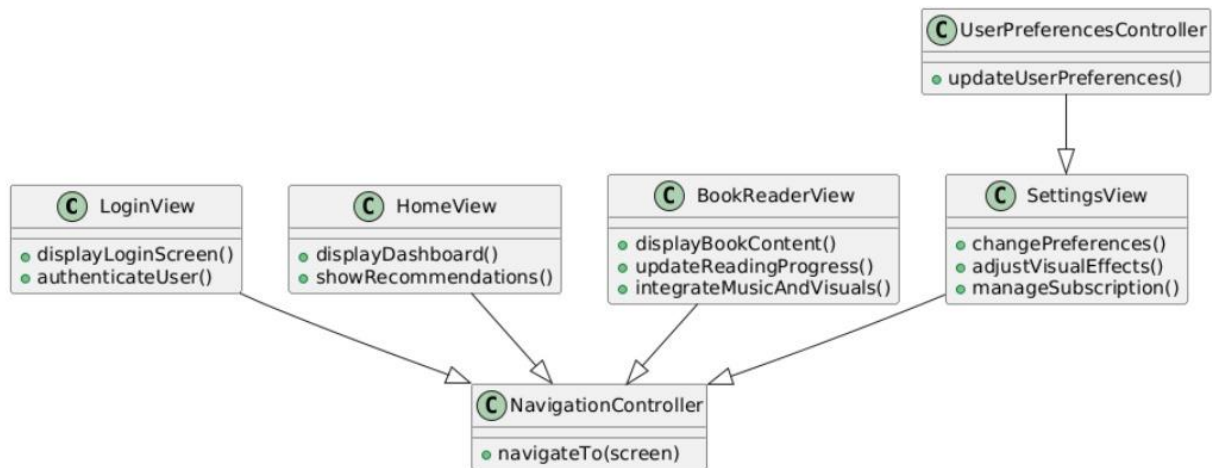 C UserPreferencesController
updateUserPreferences()
C LoginView
displayLoginScreen()
authenticateUser()
C HomeView
displayDashboard()
showRecommendations()
C BookReaderView
displayBookContent()
updateReadingProgress()
integrateMusicAndVisuals()
C SettingsView
changePreferences()
adjustVisualEffects()
manageSubscription()
C NavigationController
navigateTo(screen)